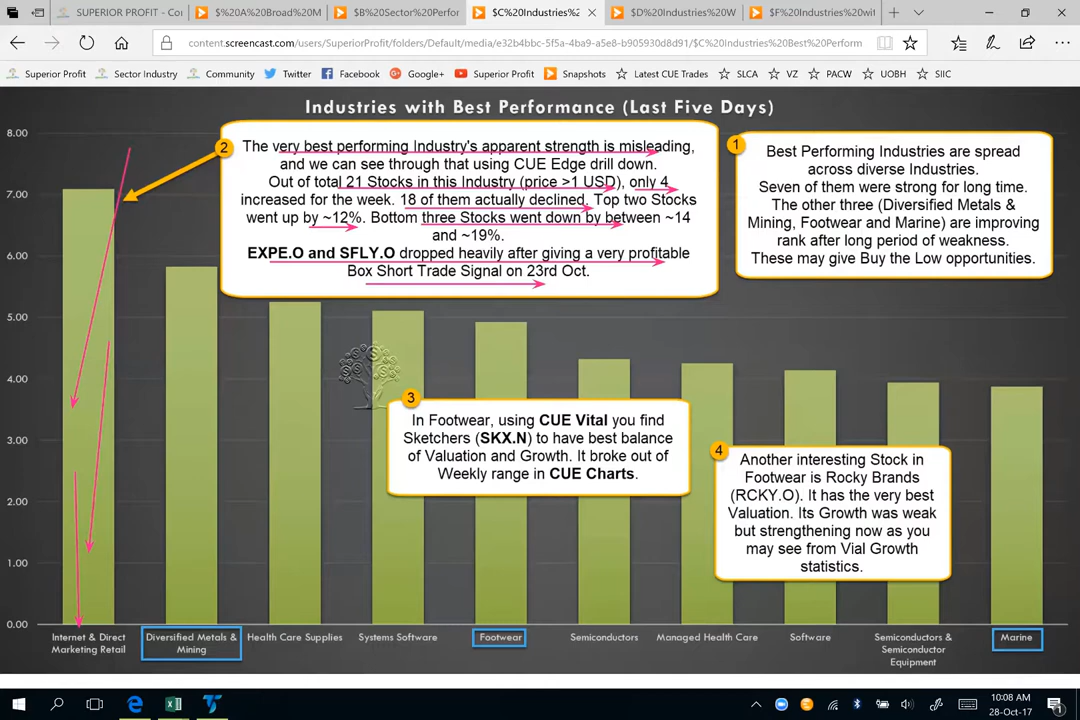 SUPERIOR PROFIT - Co
$%20A%20Broad%20M
$B%20Sector%20Perfor
$C%20Industries%2
$D%20Industries%20W
$F%20Industries%20wit
content.screencast.com/users/SuperiorProfit/folders/Default/media/e32b4bbc-5f5a-4ba9-a5e8-b905930d8d91/$C%20Industries%20Best%20Perform
Superior Profit
Sector Industry
Community
Twitter
Facebook
Google+
Superior Profit
Snapshots
Latest CUE Trades
SLCA
VZ
PACW
UOBH
SIIC
Industries with Best Performance (Last Five Days)
8.00
7.00
6.00
5.00
4.00
3.00
2.00
1.00
0.00
2
The very best performing Industry's apparent strength is misleading,
and we can see through that using CUE Edge drill down.
Out of total 21 Stocks in this Industry (price >1 USD), only 4
increased for the week. 18 of them actually declined. Top two Stocks
went up by ~12%. Bottom three Stocks went down by between ~14
and ~19%.
EXPE.O and SFLY.O dropped heavily after giving a very profitable
Box Short Trade Signal on 23rd Oct.
1
Best Performing Industries are spread
across diverse Industries.
Seven of them were strong for long time.
The other three (Diversified Metals &
Mining, Footwear and Marine) are improving
rank after long period of weakness.
These may give Buy the Low opportunities.
3
In Footwear, using CUE Vital you find
Sketchers (SKX.N) to have best balance
of Valuation and Growth. It broke out of
Weekly range in CUE Charts.
4
Another interesting Stock in
Footwear is Rocky Brands
(RCKY.O). It has the very best
Valuation. Its Growth was weak
but strengthening now as you
may see from Vial Growth
statistics.
Internet & Direct
Marketing Retail
Diversified Metals &
Mining
Health Care Supplies
Systems Software
Footwear
Semiconductors
Managed Health Care
Software
Semiconductors &
Semiconductor
Equipment
Marine
10:08 AM
28-Oct-17
1